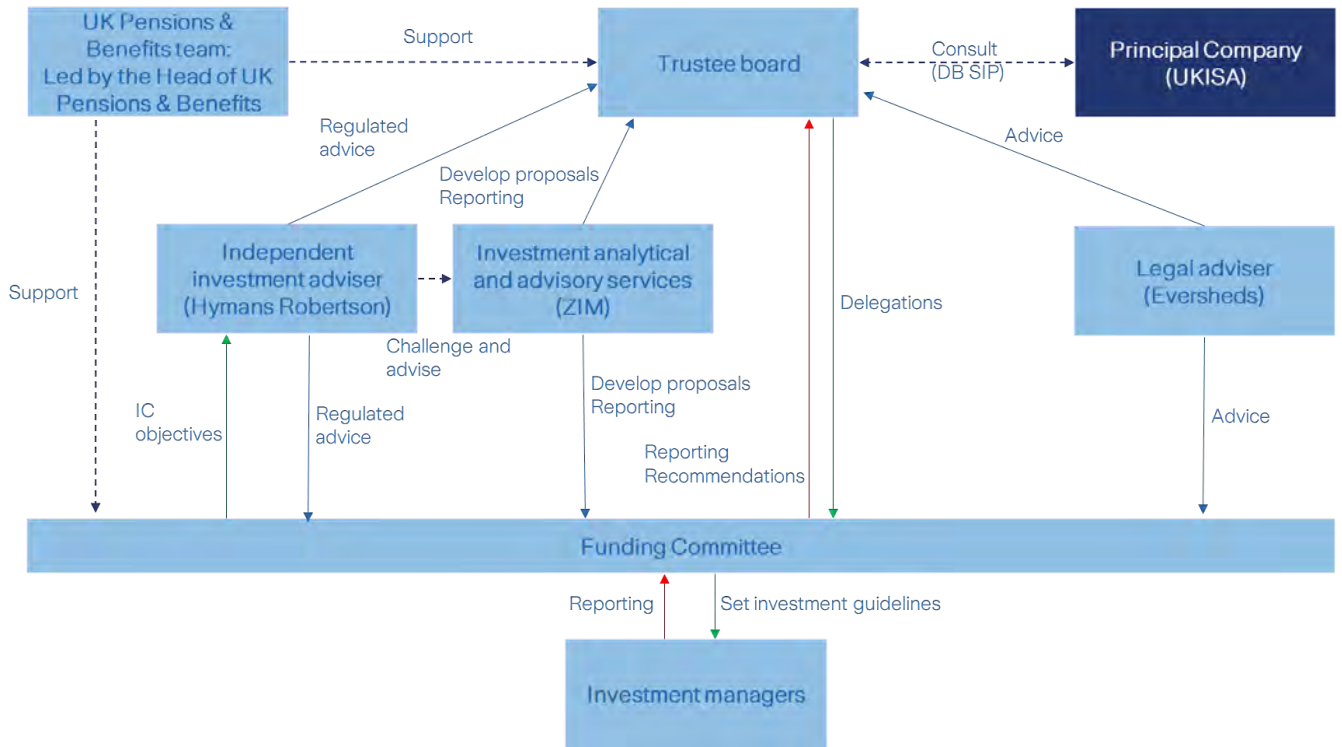 UK Pensions &
Benefits team:
Led by the Head of UK
Pensions & Benefits
Support
Trustee board
Consult
(DB SIP)
Principal Company
(UKISA)
Regulated
advice
Develop proposals
Reporting
Advice
Support
Independent
investment adviser
(Hymans Robertson)
Investment analytical
and advisory services
(ZIM)
Delegations
Legal adviser
(Eversheds)
Challenge and
advise
IC
objectives
Regulated
advice
Develop proposals
Reporting
Reporting
Recommendations
Advice
Funding Committee
Reporting
Set investment guidelines
Investment managers